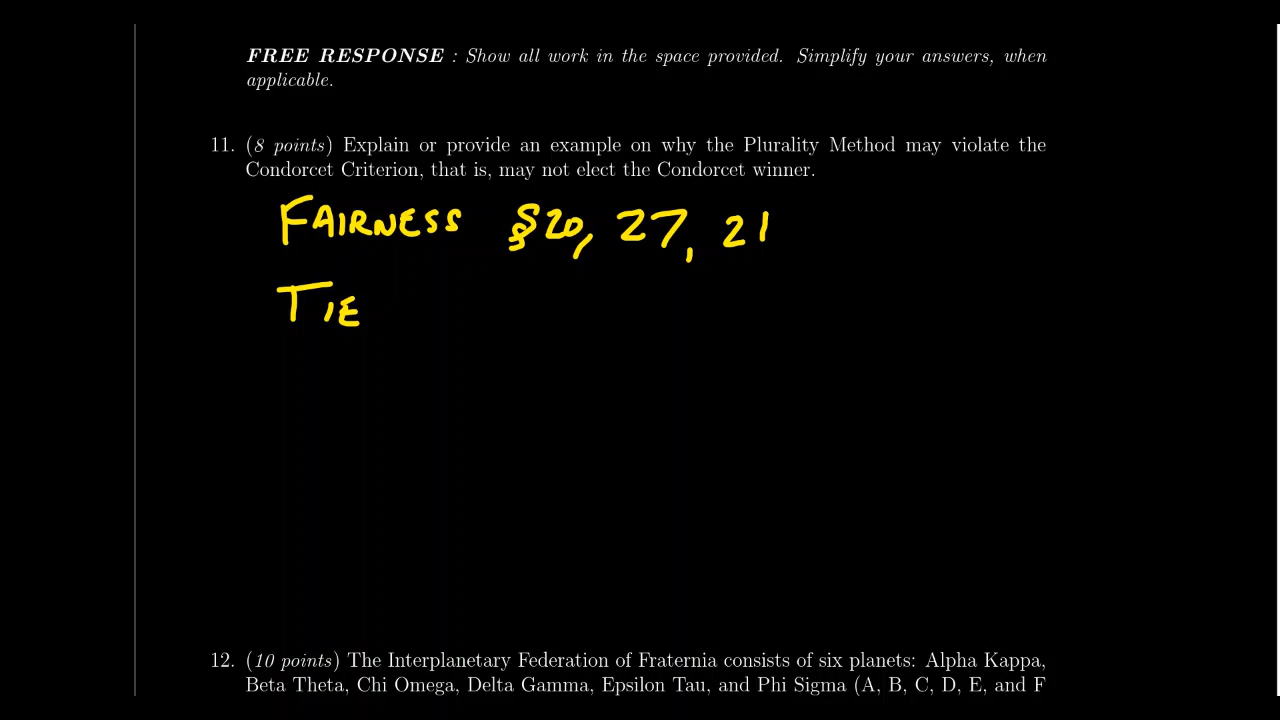 FREE RESPONSE : Show all work in the space provided. Simplify your answers, when
applicable.
11. (8 points) Explain or provide an example on why the Plurality Method may violate the
Condorcet Criterion, that is, may not elect the Condorcet winner.
FAIRNESS §20, 27, 21
TIE
12. (10 points) The Interplanetary Federation of Fraternia consists of six planets: Alpha Kappa,
Beta Theta, Chi Omega, Delta Gamma, Epsilon Tau, and Phi Sigma (A, B, C, D, E, and F